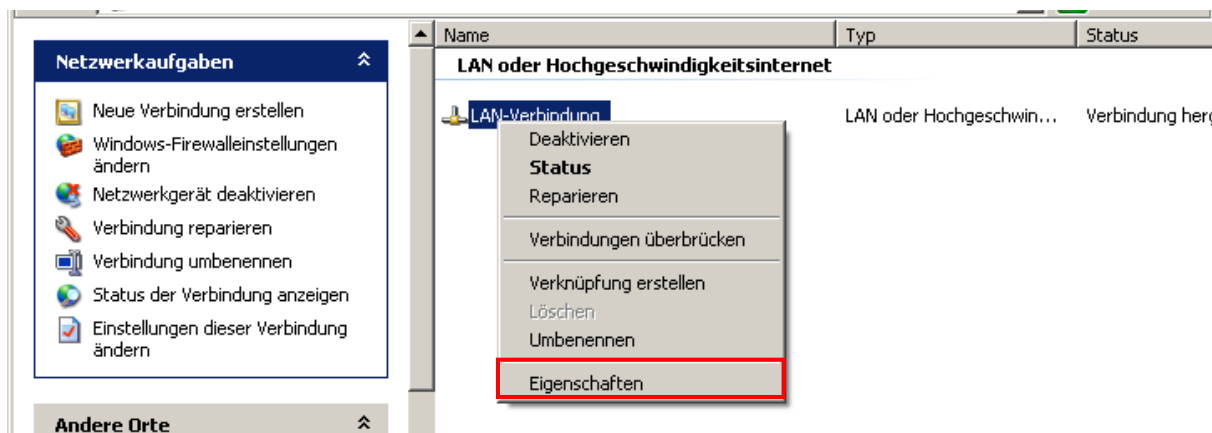 Netzwerkaufgaben
Neue Verbindung erstellen
Windows-Firewalleinstellungen
ändern
Netzwerkgerät deaktivieren
Verbindung reparieren
Verbindung umbenennen
Status der Verbindung anzeigen
Einstellungen dieser Verbindung
ändern
Andere Orte
Name Typ Status
LAN oder Hochgeschwindigkeitsinternet
LAN-Verbindung LAN oder Hochgeschwin... Verbindung herg
Deaktivieren
Status
Reparieren
Verbindungen überbrücken
Verknüpfung erstellen
Löschen
Umbenennen
Eigenschaften